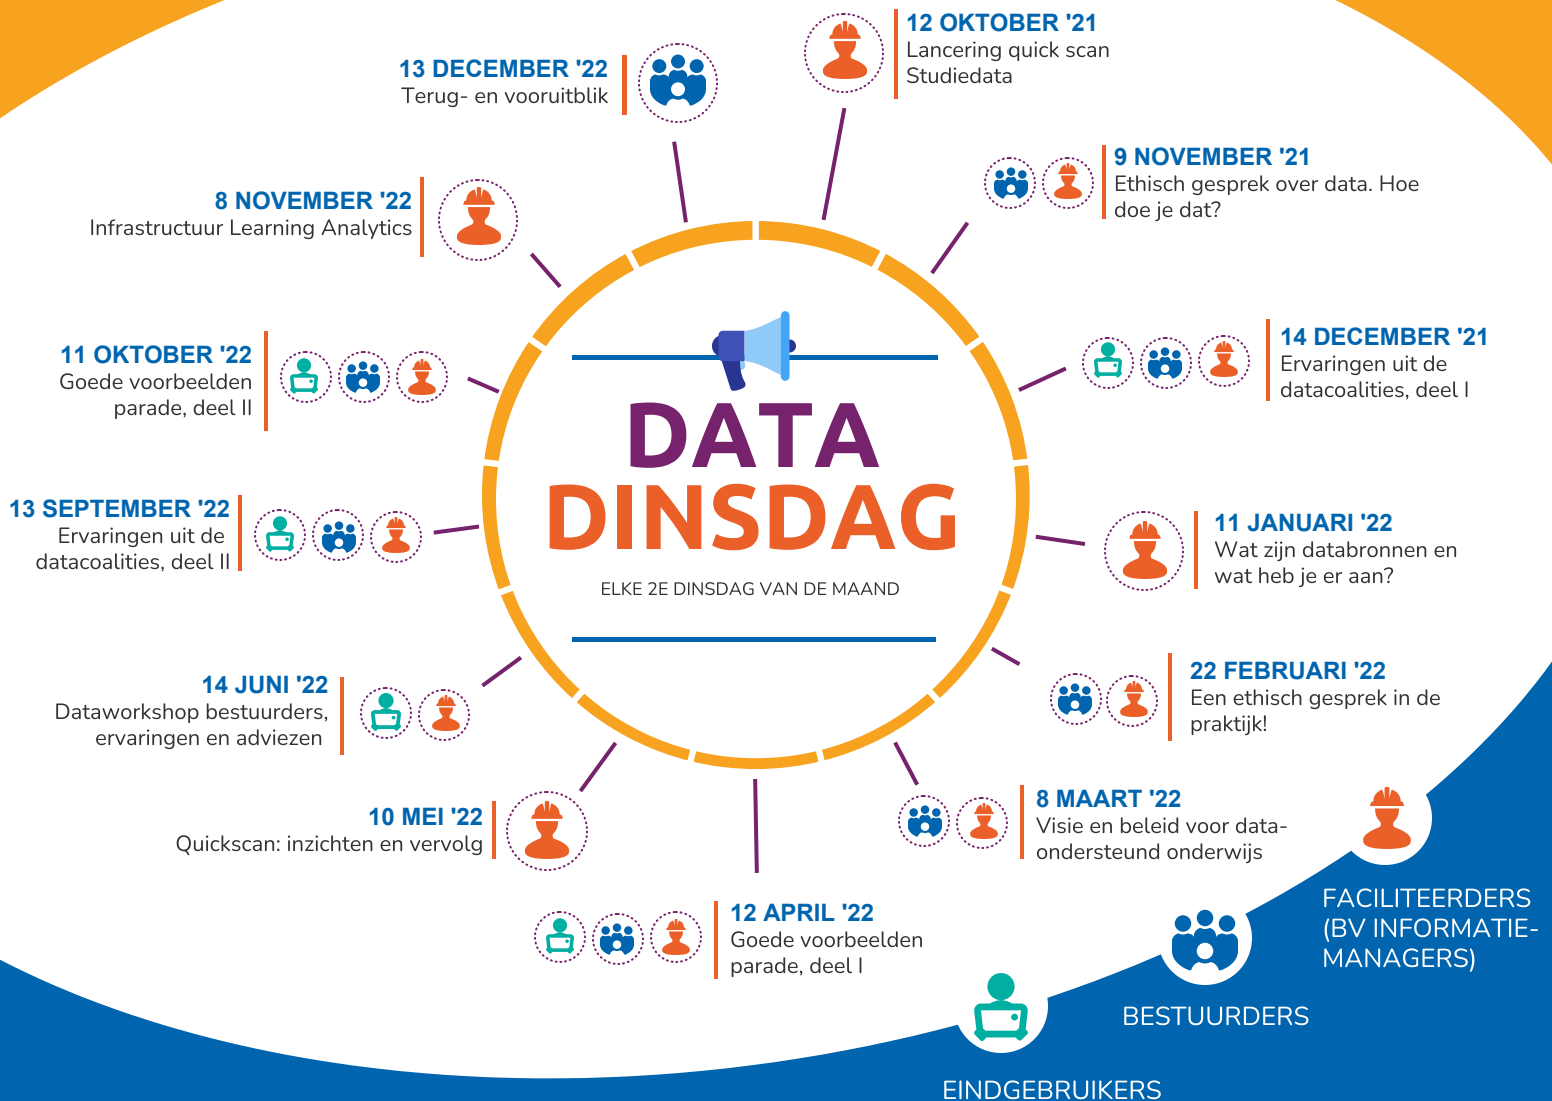 DATA
DINSDAG
ELKE 2E DINSDAG VAN DE MAAND
12 OKTOBER '21
Lancering quick scan
Studiedata
9 NOVEMBER '21
Ethisch gesprek over data. Hoe
doe je dat?
14 DECEMBER '21
Ervaringen uit de
datacoalities, deel I
11 JANUARI '22
Wat zijn databronnen en
wat heb je er aan?
22 FEBRUARI '22
Een ethisch gesprek in de
praktijk!
8 MAART '22
Visie en beleid voor data-
ondersteund onderwijs
12 APRIL '22
Goede voorbeelden
parade, deel I
10 MEI '22
Quickscan: inzichten en vervolg
14 JUNI '22
Dataworkshop bestuurders,
ervaringen en adviezen
13 SEPTEMBER '22
Ervaringen uit de
datacoalities, deel II
11 OKTOBER '22
Goede voorbeelden
parade, deel II
8 NOVEMBER '22
Infrastructuur Learning Analytics
13 DECEMBER '22
Terug- en vooruitblik
FACILITEERDERS
(BV INFORMATIE-
MANAGERS)
BESTUURDERS
EINDGEBRUIKERS